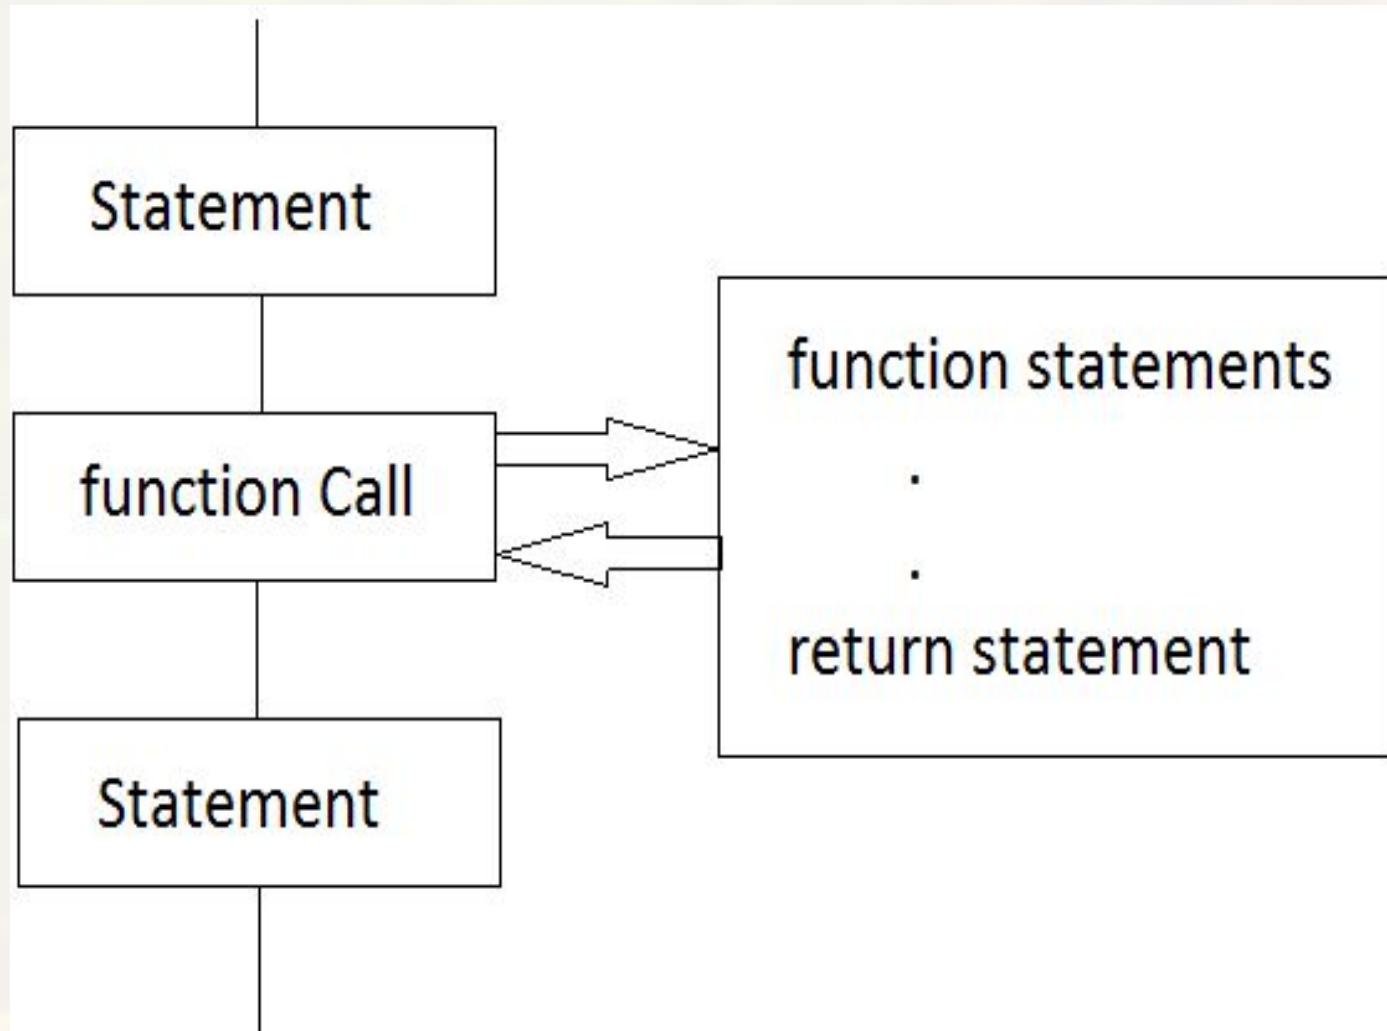 Statement
function Call
Statement
function statements
.
.
return statement